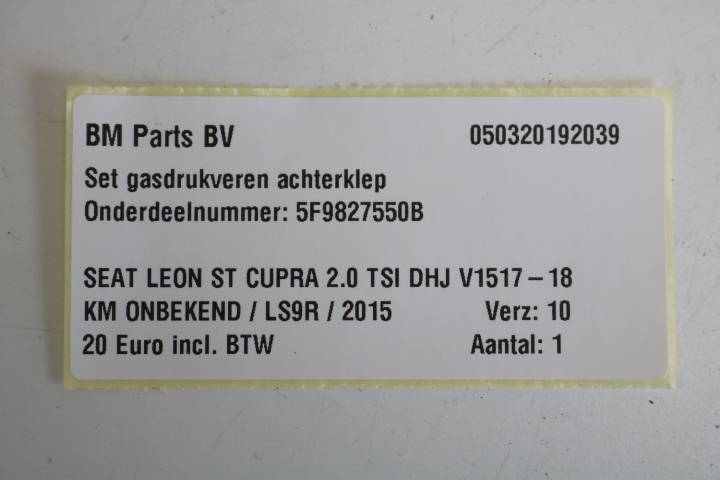 BM Parts BV 050320192039
Set gasdrukveren achterklep
Onderdeelnummer: 5F9827550B
SEAT LEON ST CUPRA 2.0 TSI DHJ V1517 – 18
KM ONBEKEND / LS9R / 2015 Verz: 10
20 Euro incl. BTW Aantal: 1